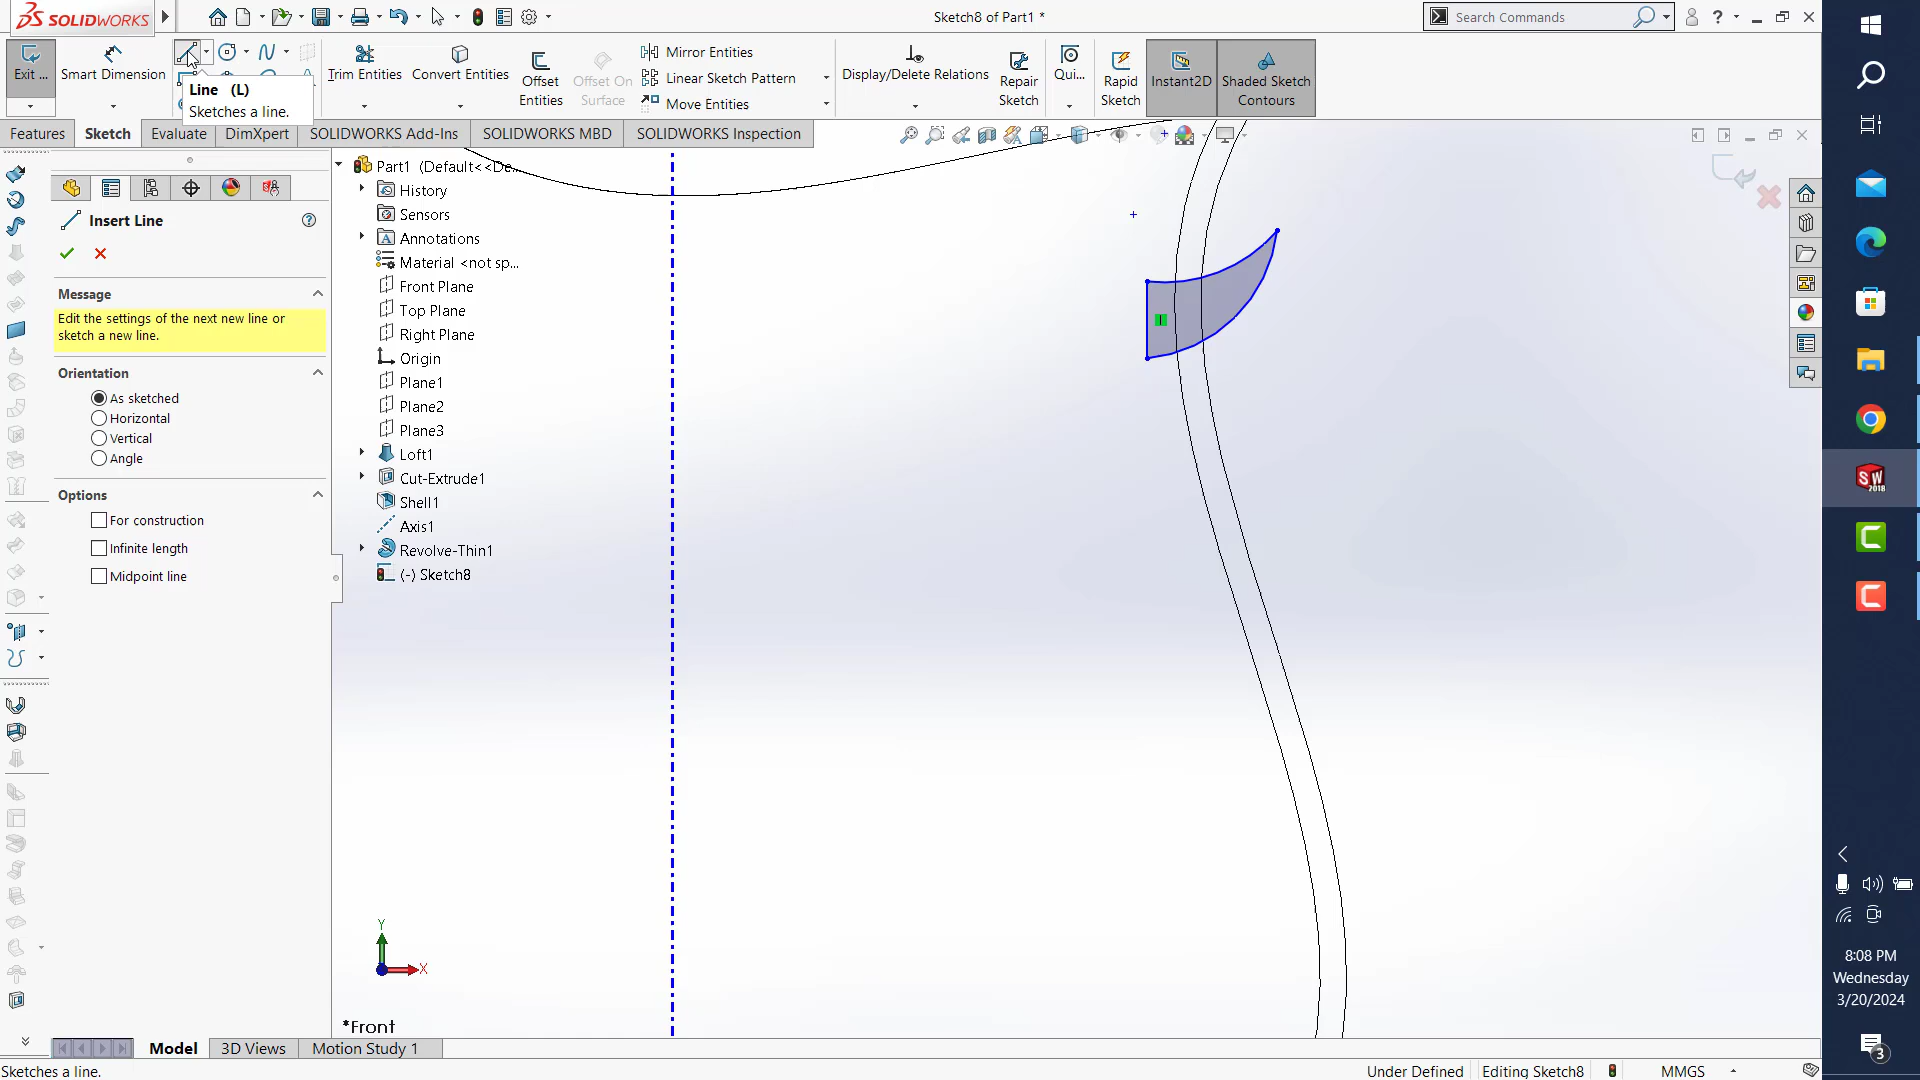 SOLIDWORKS
Sketch8 of Part1 *
Search Commands
Exit ...
Smart Dimension
Trim Entities
Convert Entities
Offset
Entities
Offset On
Surface
Mirror Entities
Linear Sketch Pattern
Move Entities
Display/Delete Relations
Repair
Sketch
Qui...
Rapid
Sketch
Instant2D
Shaded Sketch
Contours
Line (L)
Sketches a line.
Features
Sketch
Evaluate
DimXpert
SOLIDWORKS Add-Ins
SOLIDWORKS MBD
SOLIDWORKS Inspection
Insert Line
Message
Edit the settings of the next new line or
sketch a new line.
Orientation
As sketched
Horizontal
Vertical
Angle
Options
For construction
Infinite length
Midpoint line
Part1 (Default<<De...
History
Sensors
Annotations
Material <not sp...
Front Plane
Top Plane
Right Plane
Origin
Plane1
Plane2
Plane3
Loft1
Cut-Extrude1
Shell1
Axis1
Revolve-Thin1
(-) Sketch8
Y
X
*Front
Model
3D Views
Motion Study 1
Sketches a line.
Under Defined
Editing Sketch8
MMGS
SW
2018
8:08 PM
Wednesday
3/20/2024
3